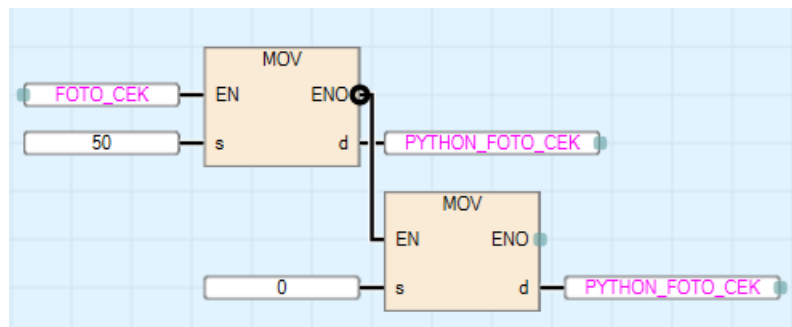 MOV
FOTO_CEK EN ENO
50 s d PYTHON_FOTO_CEK
MOV
EN ENO
0 s d PYTHON_FOTO_CEK